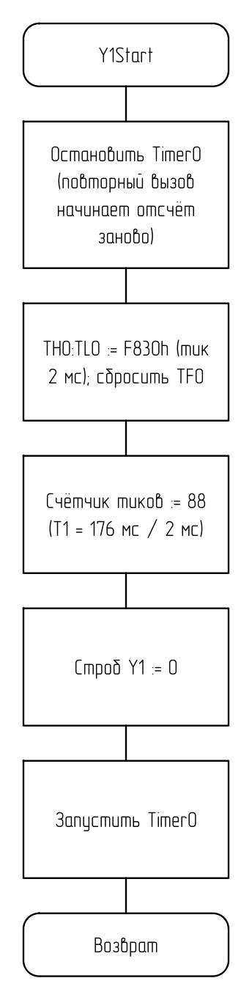 Y1Start
Остановить Timer0
(повторный вызов
начинает отсчёт
заново)
TH0:TL0 := F830h (тик
2 мс); сбросить TF0
Счётчик тиков := 88
(T1 = 176 мс / 2 мс)
Строб Y1 := 0
Запустить Timer0
Возврат